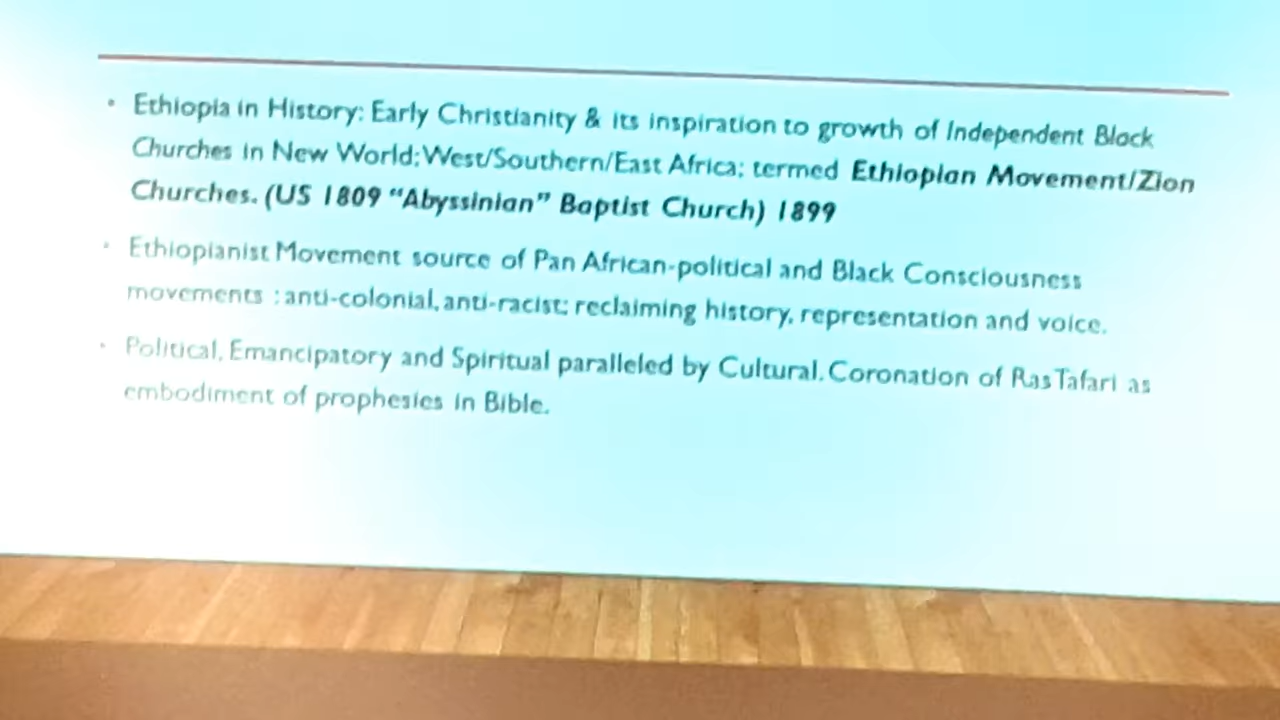 • Ethiopia in History: Early Christianity & its inspiration to growth of Independent Black
Churches in New World; West/Southern/East Africa; termed Ethiopian Movement/Zion
Churches. (US 1809 “Abyssinian” Baptist Church) 1899
• Ethiopianist Movement source of Pan African-political and Black Consciousness
movements : anti-colonial, anti-racist; reclaiming history, representation and voice.
• Political, Emancipatory and Spiritual paralleled by Cultural. Coronation of Ras Tafari as
embodiment of prophesies in Bible.